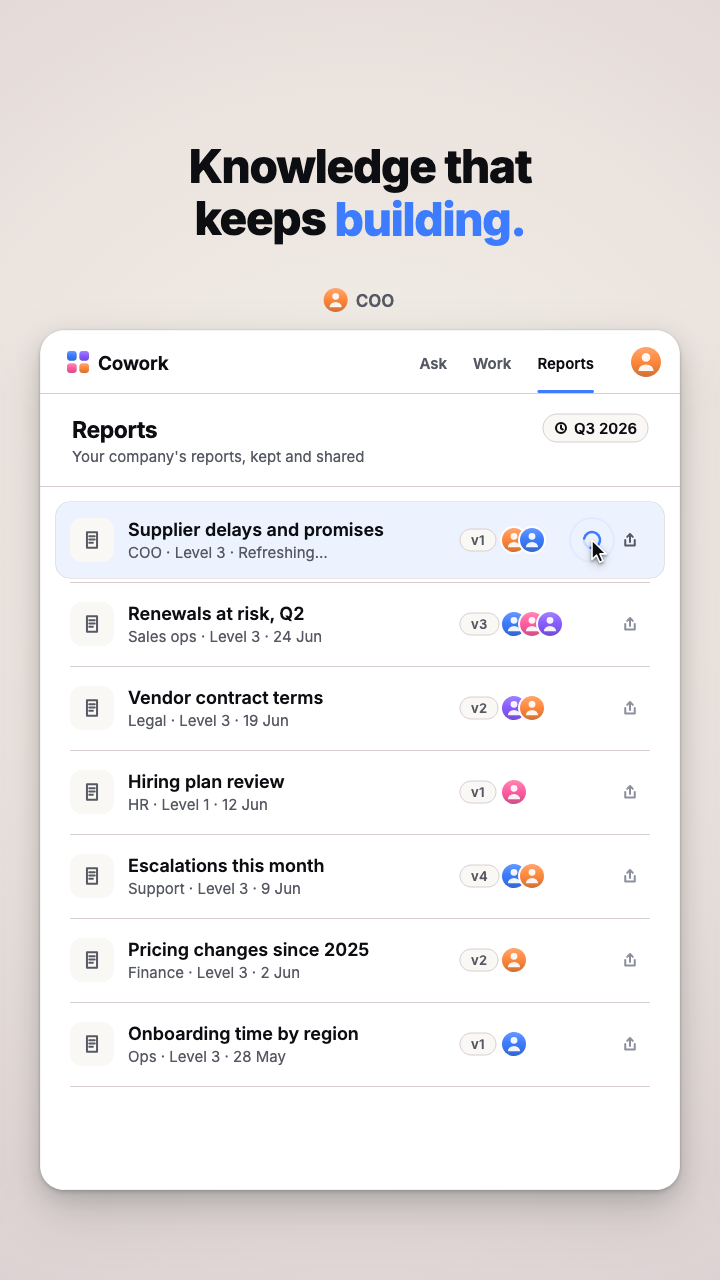 Knowledge that
keeps building.
COO
Cowork
Ask
Work
Reports
Reports
Your company's reports, kept and shared
Q3 2026
Supplier delays and promises
COO · Level 3 · Refreshing...
v1
Renewals at risk, Q2
Sales ops · Level 3 · 24 Jun
v3
Vendor contract terms
Legal · Level 3 · 19 Jun
v2
Hiring plan review
HR · Level 1 · 12 Jun
v1
Escalations this month
Support · Level 3 · 9 Jun
v4
Pricing changes since 2025
Finance · Level 3 · 2 Jun
v2
Onboarding time by region
Ops · Level 3 · 28 May
v1